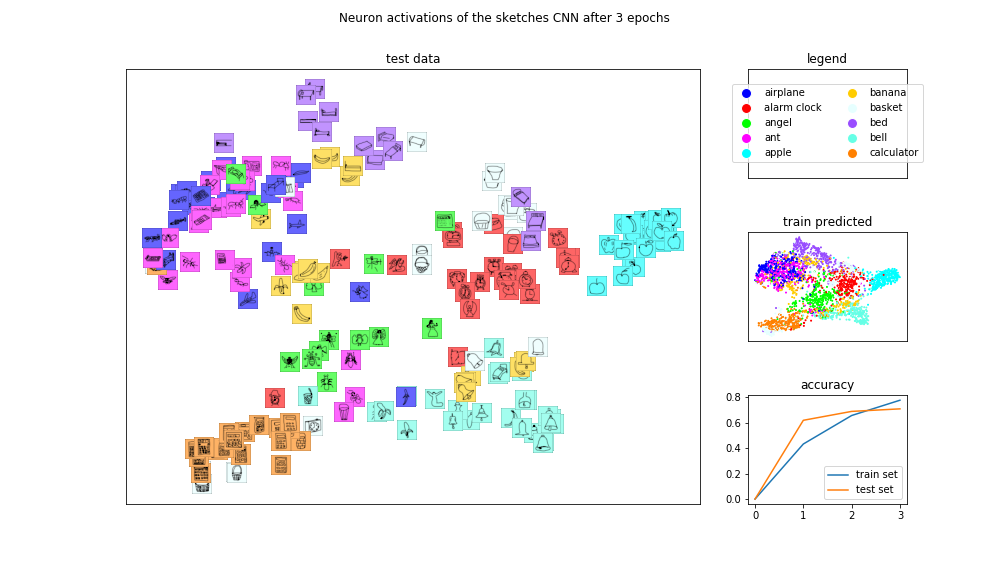 Neuron activations of the sketches CNN after 3 epochs
test data
legend
airplane
alarm clock
angel
ant
apple
banana
basket
bed
bell
calculator
train predicted
accuracy
0.8
0.6
0.4
0.2
0.0
train set
test set
0 1 2 3